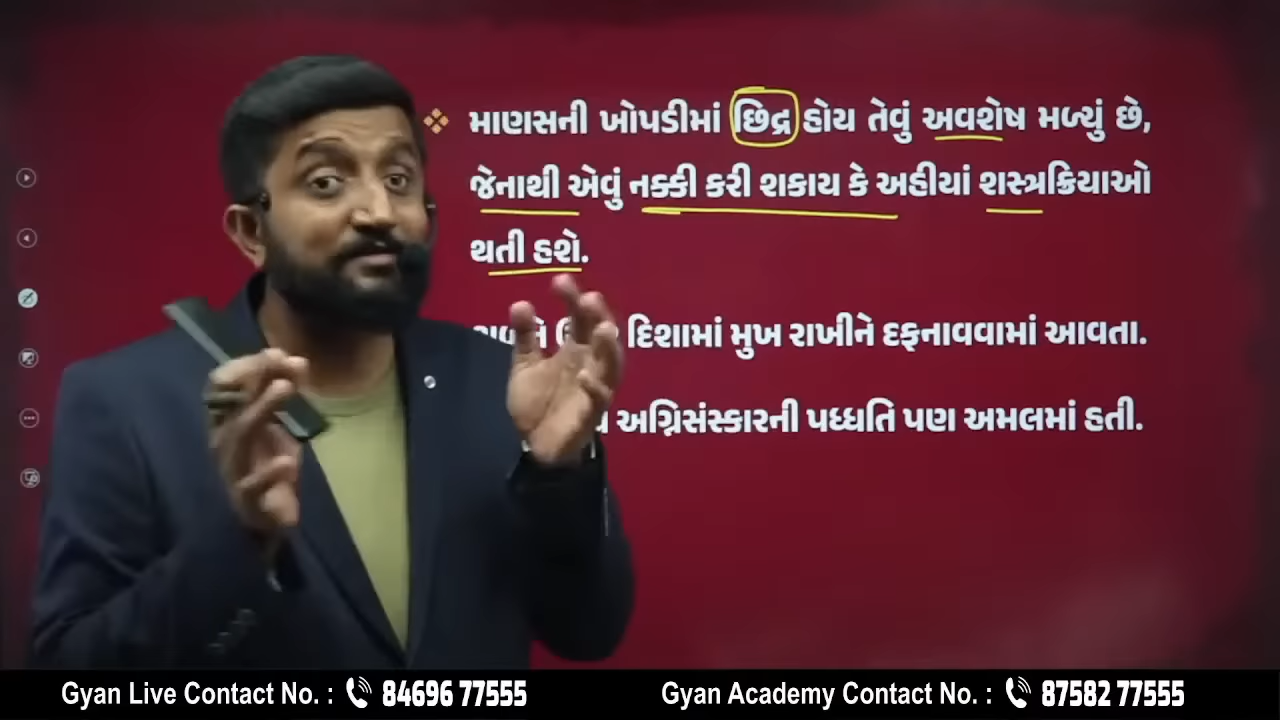 માણસની ખોપડીમાં છિદ્ર હોય તેવું અવશેષ મળ્યું છે,
જેનાથી એવું નક્કી કરી શકાય કે અહીયાં શસ્ત્રક્રિયાઓ
થતી હશે.
દિશામાં મુખ રાખીને દફનાવવામાં આવતા.
અગ્નિસંસ્કારની પધ્ધતિ પણ અમલમાં હતી.
Gyan Live Contact No. : 84696 77555
Gyan Academy Contact No. : 87582 77555